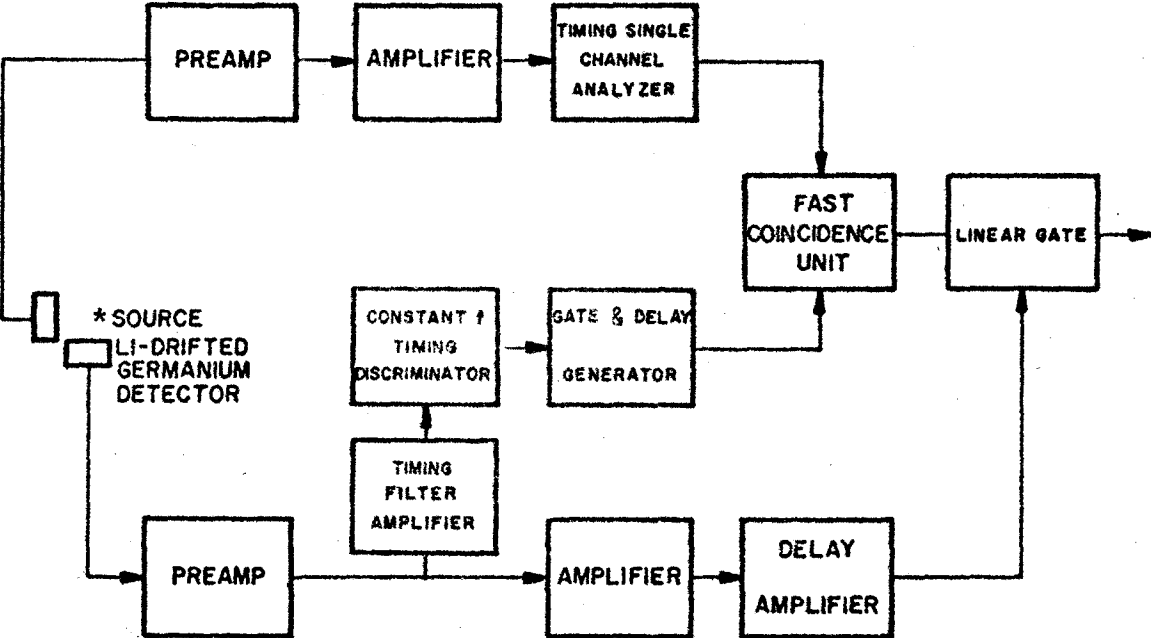 PREAMP
AMPLIFIER
TIMING SINGLE
CHANNEL
ANALYZER
FAST
COINCIDENCE
UNIT
LINEAR GATE
* SOURCE
LI-DRIFTED
GERMANIUM
DETECTOR
CONSTANT f
TIMING
DISCRIMINATOR
GATE & DELAY
GENERATOR
TIMING
FILTER
AMPLIFIER
PREAMP
AMPLIFIER
DELAY
AMPLIFIER